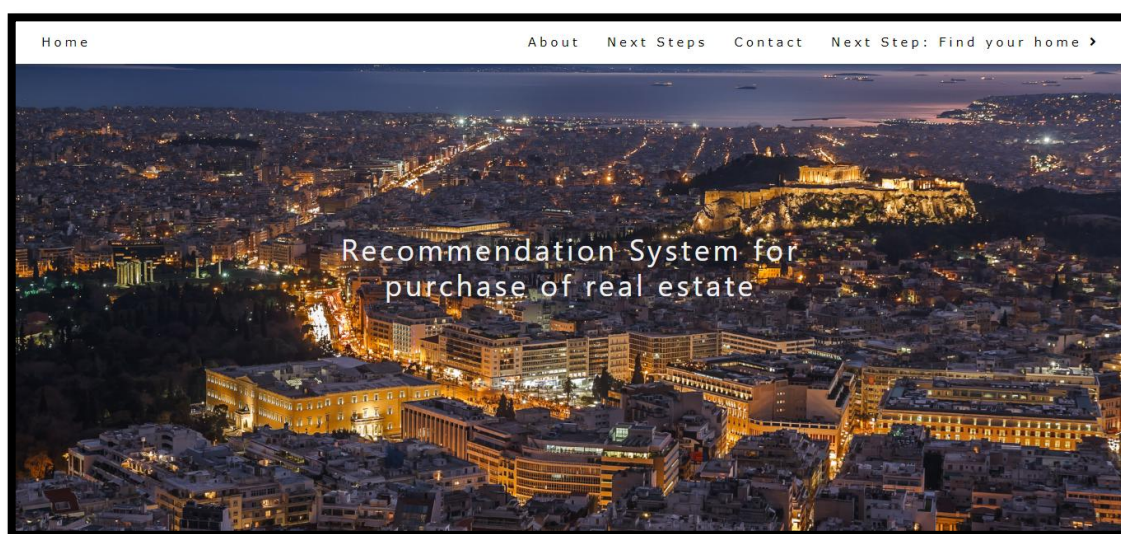 Home About Next Steps Contact Next Step: Find your home >
Recommendation System for
purchase of real estate